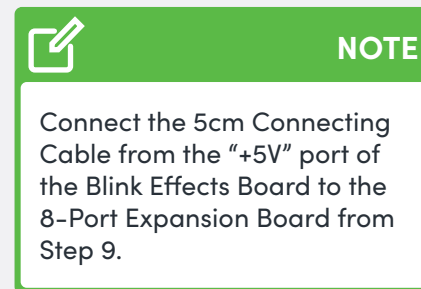 NOTE
Connect the 5cm Connecting
Cable from the “+5V” port of
the Blink Effects Board to the
8-Port Expansion Board from
Step 9.